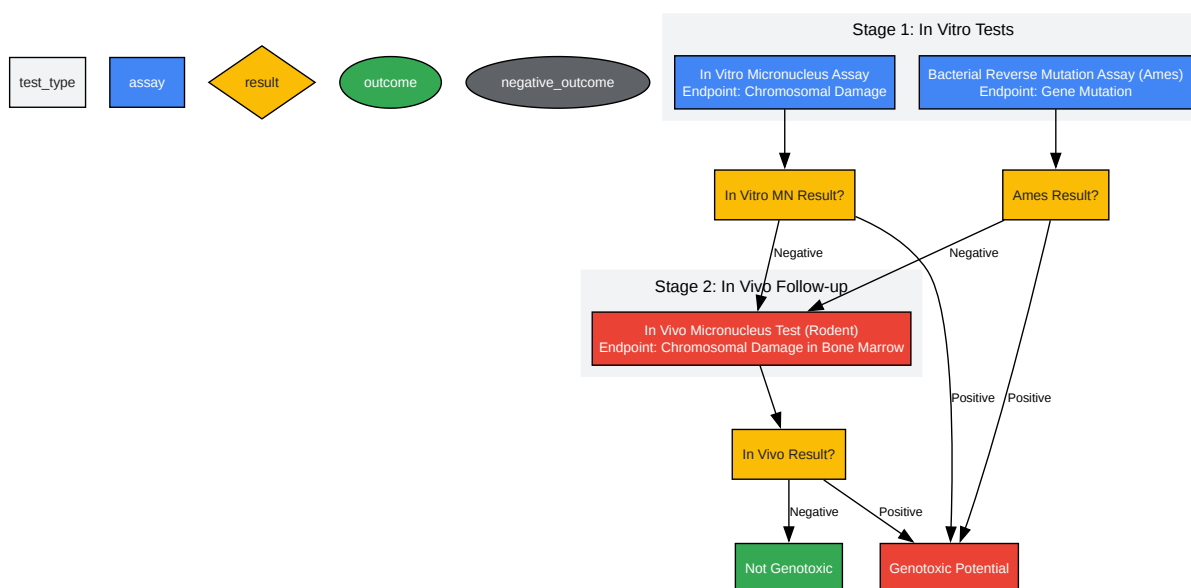 Stage 1: In Vitro Tests
test_type
assay
result
outcome
negative_outcome
In Vitro Micronucleus Assay
Endpoint: Chromosomal Damage
Bacterial Reverse Mutation Assay (Ames)
Endpoint: Gene Mutation
In Vitro MN Result?
Ames Result?
Negative
Negative
Stage 2: In Vivo Follow-up
In Vivo Micronucleus Test (Rodent)
Endpoint: Chromosomal Damage in Bone Marrow
Positive
Positive
In Vivo Result?
Negative
Positive
Not Genotoxic
Genotoxic Potential